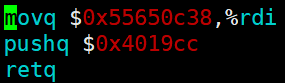 movq $0x55650c38,%rdi
pushq $0x4019cc
retq